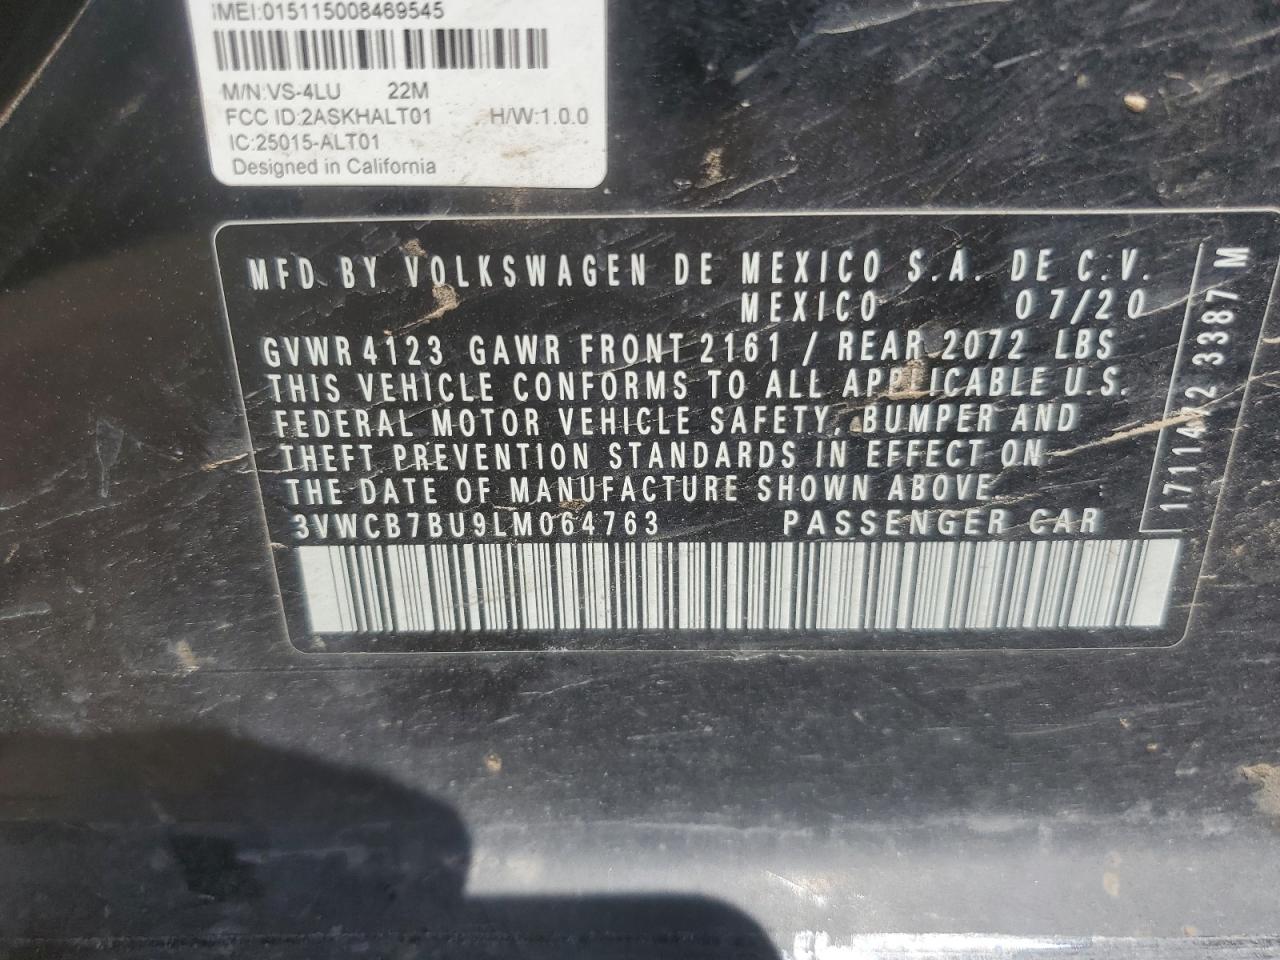 IMEI:015115008469545
M/N:VS-4LU 22M
FCC ID:2ASKHALT01 H/W:1.0.0
IC:25015-ALT01
Designed in California
MFD BY VOLKSWAGEN DE MEXICO S.A. DE C.V.
MEXICO 07/20
GVWR 4123 GAWR FRONT 2161 / REAR 2072 LBS
THIS VEHICLE CONFORMS TO ALL APPLICABLE U.S.
FEDERAL MOTOR VEHICLE SAFETY, BUMPER AND
THEFT PREVENTION STANDARDS IN EFFECT ON
THE DATE OF MANUFACTURE SHOWN ABOVE.
3VWCB7BU9LM064763 PASSENGER CAR
3387 M